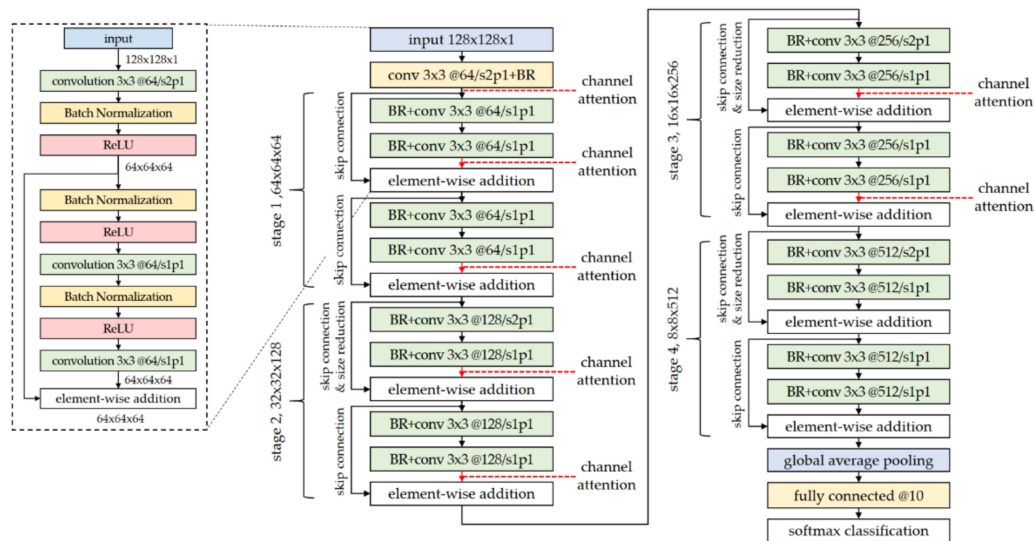 input
128x128x1
convolution 3x3 @64/s2p1
Batch Normalization
ReLU
64x64x64
Batch Normalization
ReLU
convolution 3x3 @64/s1p1
Batch Normalization
ReLU
convolution 3x3 @64/s1p1
64x64x64
element-wise addition
64x64x64
input 128x128x1
conv 3x3 @64/s2p1+BR
channel
attention
stage 1 ,64x64x64
skip connection
BR+conv 3x3 @64/s1p1
BR+conv 3x3 @64/s1p1
channel
attention
element-wise addition
skip connection
BR+conv 3x3 @64/s1p1
BR+conv 3x3 @64/s1p1
channel
attention
element-wise addition
stage 2, 32x32x128
skip connection
& size reduction
BR+conv 3x3 @128/s2p1
BR+conv 3x3 @128/s1p1
channel
attention
element-wise addition
skip connection
BR+conv 3x3 @128/s1p1
BR+conv 3x3 @128/s1p1
channel
attention
element-wise addition
stage 3, 16x16x256
skip connection
& size reduction
BR+conv 3x3 @256/s2p1
BR+conv 3x3 @256/s1p1
channel
attention
element-wise addition
skip connection
BR+conv 3x3 @256/s1p1
BR+conv 3x3 @256/s1p1
channel
attention
element-wise addition
stage 4, 8x8x512
skip connection
& size reduction
BR+conv 3x3 @512/s2p1
BR+conv 3x3 @512/s1p1
element-wise addition
skip connection
BR+conv 3x3 @512/s1p1
BR+conv 3x3 @512/s1p1
element-wise addition
global average pooling
fully connected @10
softmax classification